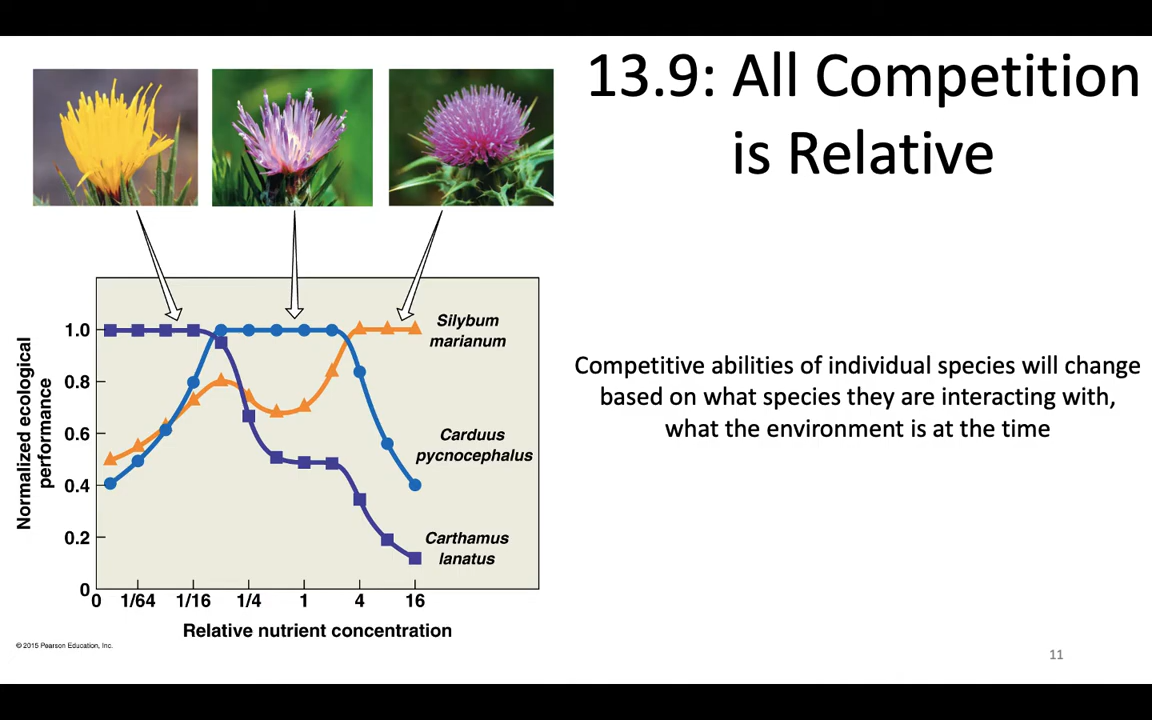 13.9: All Competition
is Relative
Normalized ecological
performance
1.0
0.8
0.6
0.4
0.2
0
Silybum
marianum
Carduus
pycnocephalus
Carthamus
lanatus
0 1/64 1/16 1/4 1 4 16
Relative nutrient concentration
Competitive abilities of individual species will change
based on what species they are interacting with,
what the environment is at the time
© 2015 Pearson Education, Inc.
11